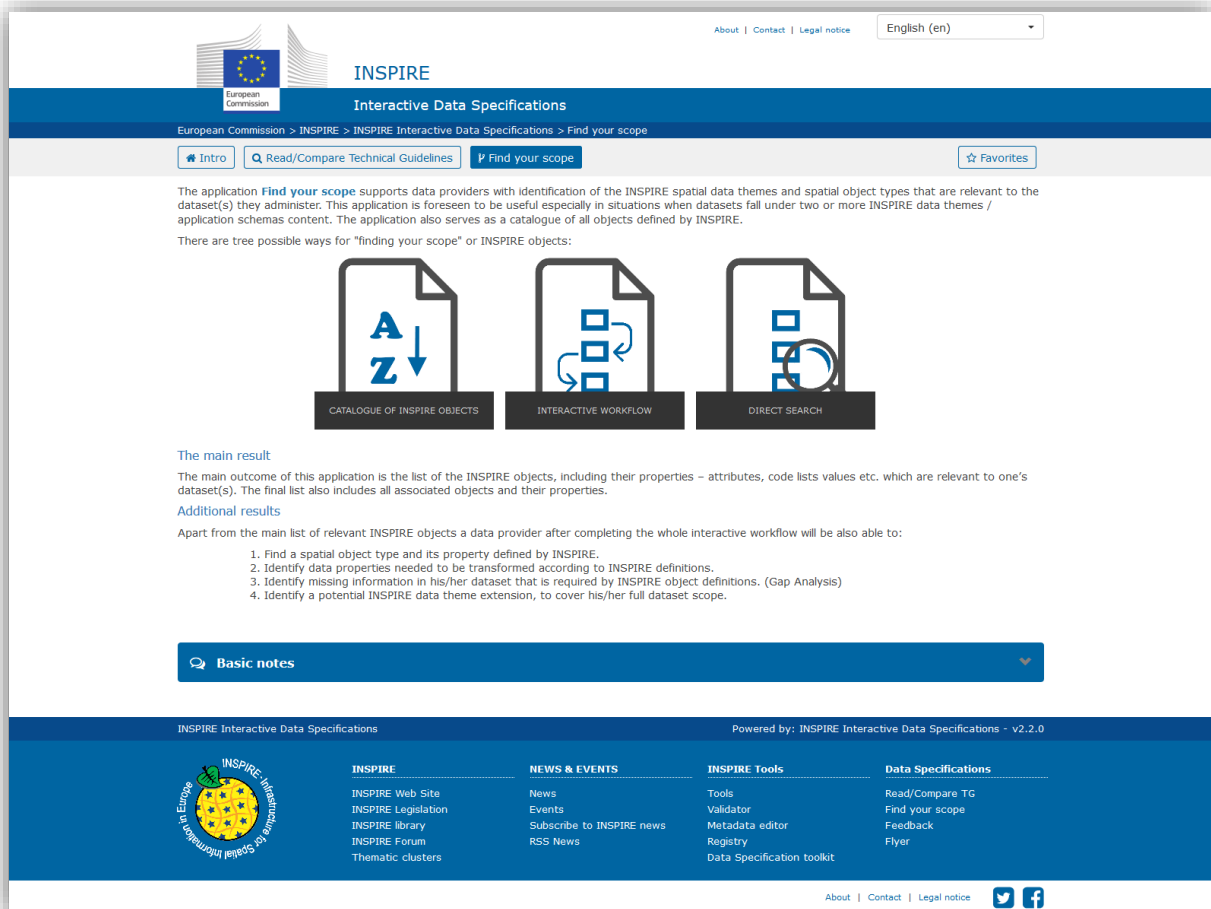 About | Contact | Legal notice
English (en)
European
Commission
INSPIRE
Interactive Data Specifications
European Commission > INSPIRE > INSPIRE Interactive Data Specifications > Find your scope
Intro
Read/Compare Technical Guidelines
Find your scope
Favorites
The application Find your scope supports data providers with identification of the INSPIRE spatial data themes and spatial object types that are relevant to the
dataset(s) they administer. This application is foreseen to be useful especially in situations when datasets fall under two or more INSPIRE data themes /
application schemas content. The application also serves as a catalogue of all objects defined by INSPIRE.
There are tree possible ways for "finding your scope" or INSPIRE objects:
A
Z
CATALOGUE OF INSPIRE OBJECTS
INTERACTIVE WORKFLOW
DIRECT SEARCH
The main result
The main outcome of this application is the list of the INSPIRE objects, including their properties – attributes, code lists values etc. which are relevant to one's
dataset(s). The final list also includes all associated objects and their properties.
Additional results
Apart from the main list of relevant INSPIRE objects a data provider after completing the whole interactive workflow will be also able to:
1. Find a spatial object type and its property defined by INSPIRE.
2. Identify data properties needed to be transformed according to INSPIRE definitions.
3. Identify missing information in his/her dataset that is required by INSPIRE object definitions. (Gap Analysis)
4. Identify a potential INSPIRE data theme extension, to cover his/her full dataset scope.
Basic notes
INSPIRE Interactive Data Specifications
Powered by: INSPIRE Interactive Data Specifications - v2.2.0
INSPIRE · Infrastructure for Spatial Information in Europe
INSPIRE
INSPIRE Web Site
INSPIRE Legislation
INSPIRE library
INSPIRE Forum
Thematic clusters
NEWS & EVENTS
News
Events
Subscribe to INSPIRE news
RSS News
INSPIRE Tools
Tools
Validator
Metadata editor
Registry
Data Specification toolkit
Data Specifications
Read/Compare TG
Find your scope
Feedback
Flyer
About | Contact | Legal notice